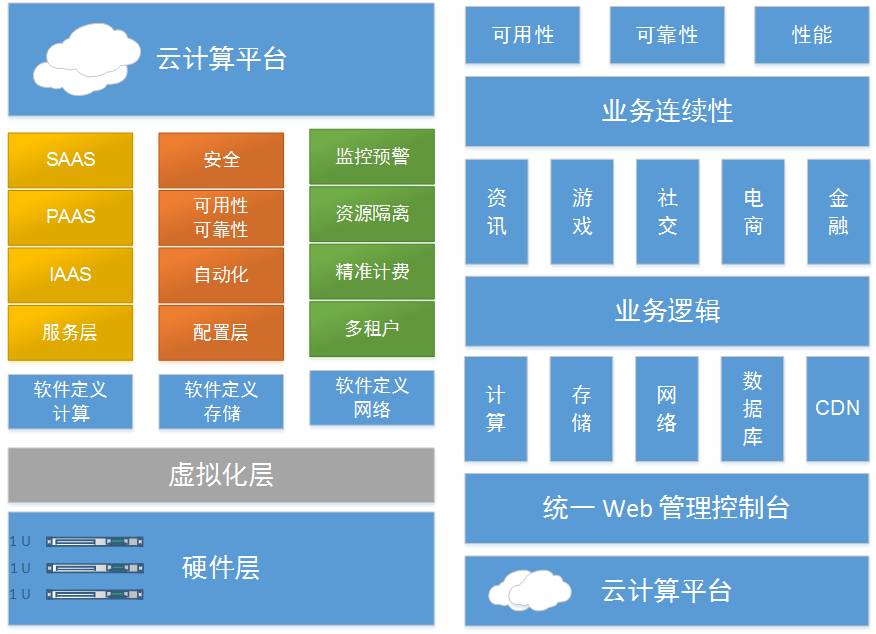 云计算平台
SAAS
PAAS
IAAS
服务层
安全
可用性
可靠性
自动化
配置层
监控预警
资源隔离
精准计费
多租户
软件定义
计算
软件定义
存储
软件定义
网络
虚拟化层
1 U
1 U
1 U
硬件层
可用性
可靠性
性能
业务连续性
资讯
游戏
社交
电商
金融
业务逻辑
计算
存储
网络
数据库
CDN
统一 Web 管理控制台
云计算平台